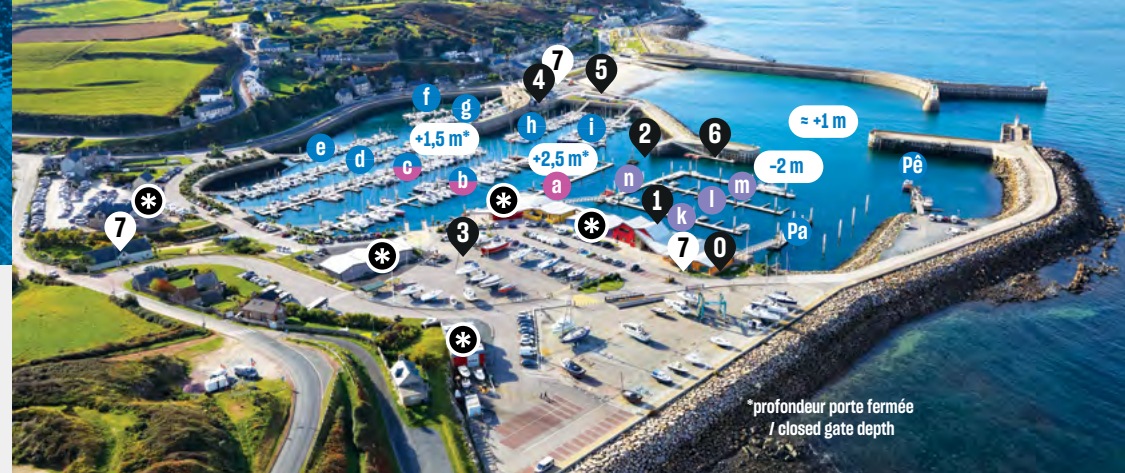 7
4
5
f
g
h
i
2
6
≈ +1 m
e
d
+1,5 m*
+2,5 m*
-2 m
c
b
a
n
m
l
k
Pê
*
*
*
*
1
7
3
7
0
Pa
*
*profondeur porte fermée
/ closed gate depth